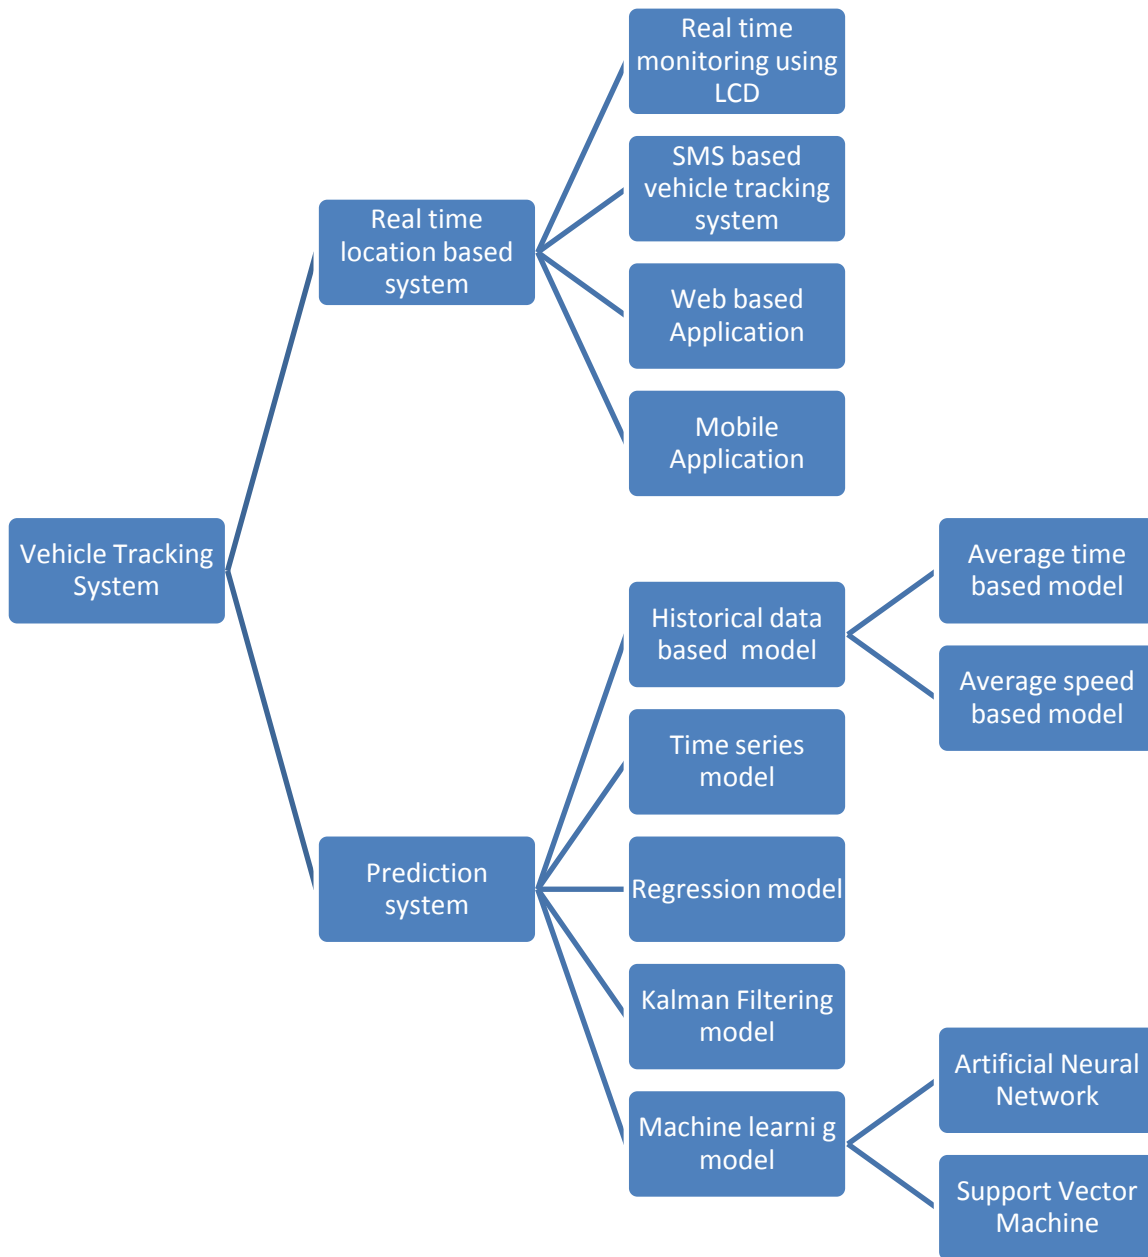 Real time
monitoring using
LCD
SMS based
vehicle tracking
system
Real time
location based
system
Web based
Application
Mobile
Application
Vehicle Tracking
System
Average time
based model
Historical data
based  model
Average speed
based model
Time series
model
Prediction
system
Regression model
Kalman Filtering
model
Artificial Neural
Network
Machine learni g
model
Support Vector
Machine